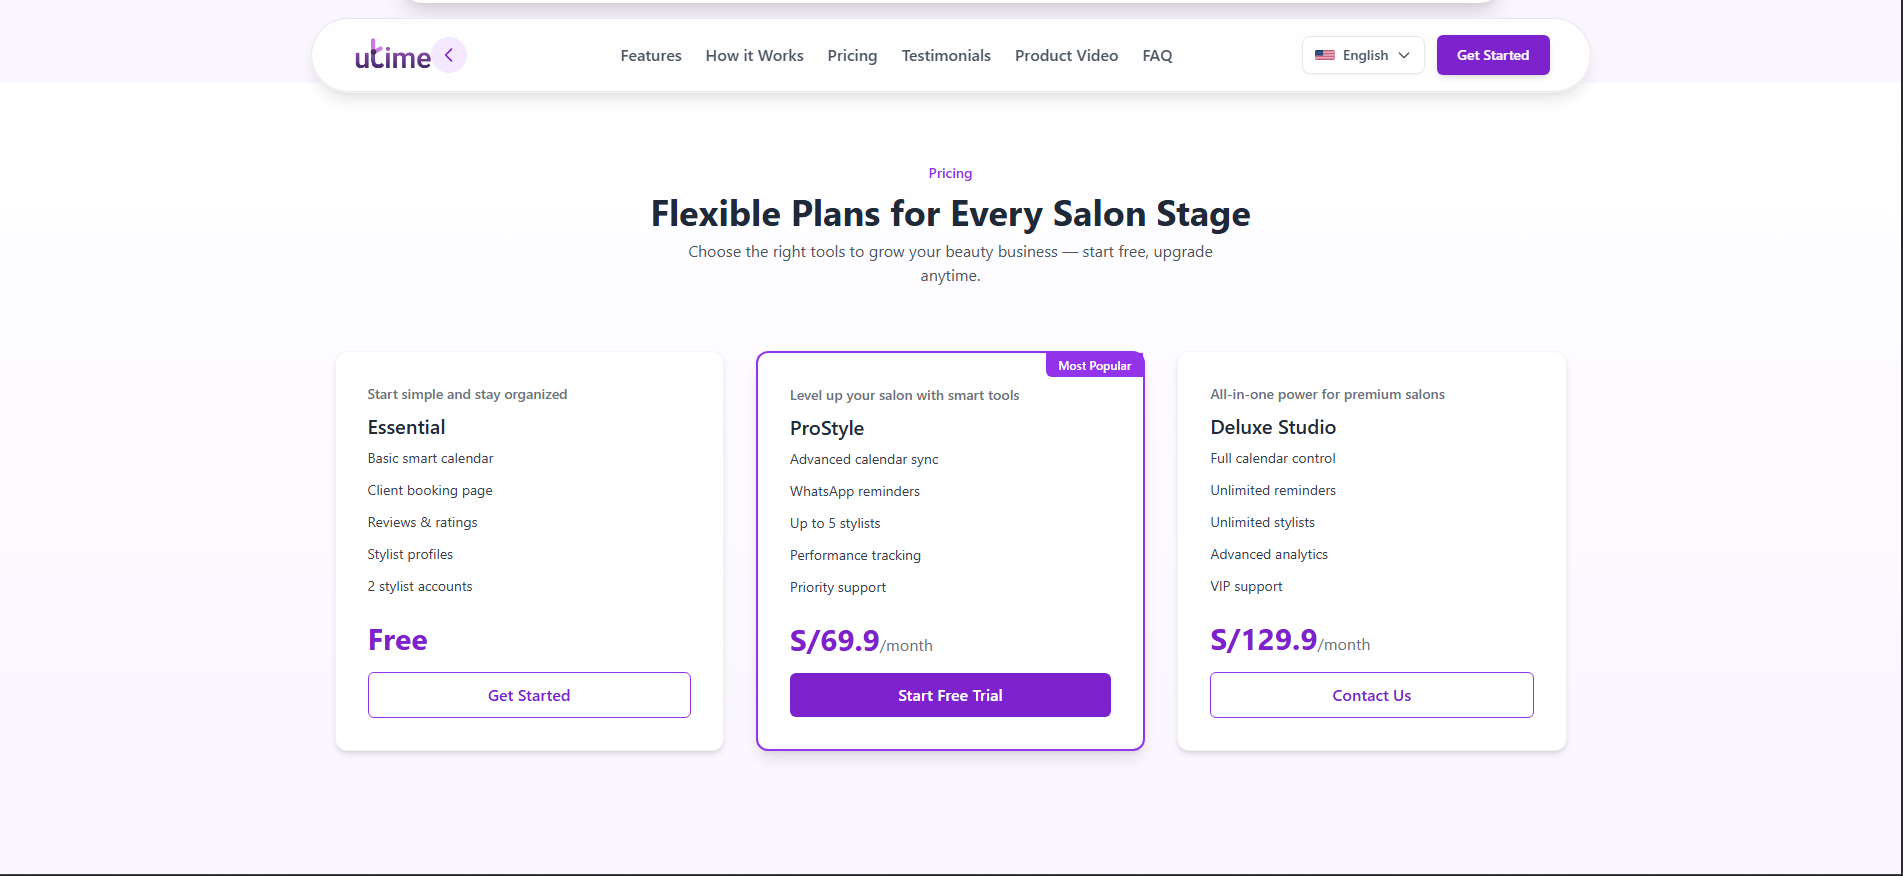 utime
Features
How it Works
Pricing
Testimonials
Product Video
FAQ
English
Get Started
Pricing
Flexible Plans for Every Salon Stage
Choose the right tools to grow your beauty business — start free, upgrade
anytime.
Start simple and stay organized
Essential
Basic smart calendar
Client booking page
Reviews & ratings
Stylist profiles
2 stylist accounts
Free
Get Started
Most Popular
Level up your salon with smart tools
ProStyle
Advanced calendar sync
WhatsApp reminders
Up to 5 stylists
Performance tracking
Priority support
S/69.9/month
Start Free Trial
All-in-one power for premium salons
Deluxe Studio
Full calendar control
Unlimited reminders
Unlimited stylists
Advanced analytics
VIP support
S/129.9/month
Contact Us